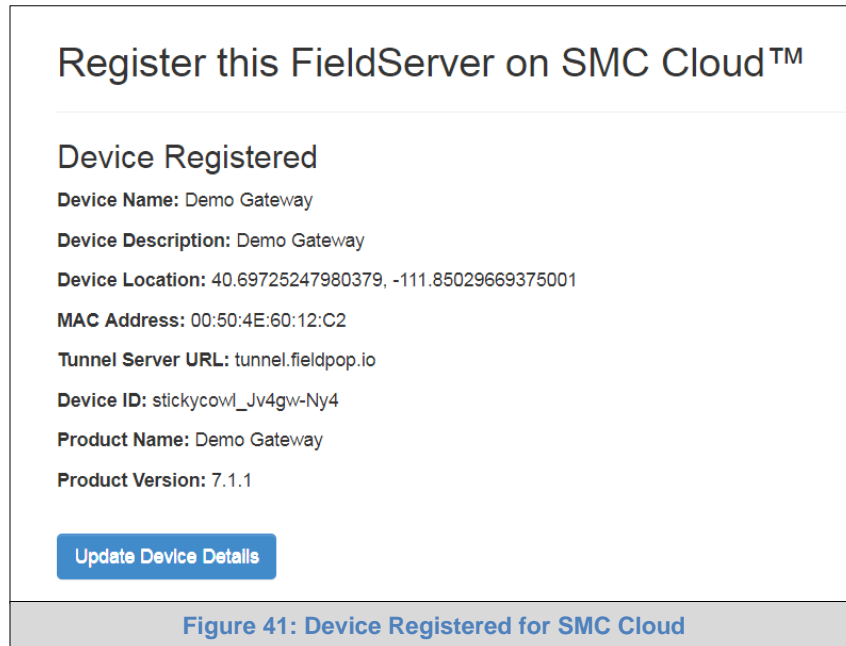 Register this FieldServer on SMC Cloud™
Device Registered
Device Name: Demo Gateway
Device Description: Demo Gateway
Device Location: 40.69725247980379, -111.85029669375001
MAC Address: 00:50:4E:60:12:C2
Tunnel Server URL: tunnel.fieldpop.io
Device ID: stickycowl_Jv4gw-Ny4
Product Name: Demo Gateway
Product Version: 7.1.1
Update Device Details
Figure 41: Device Registered for SMC Cloud